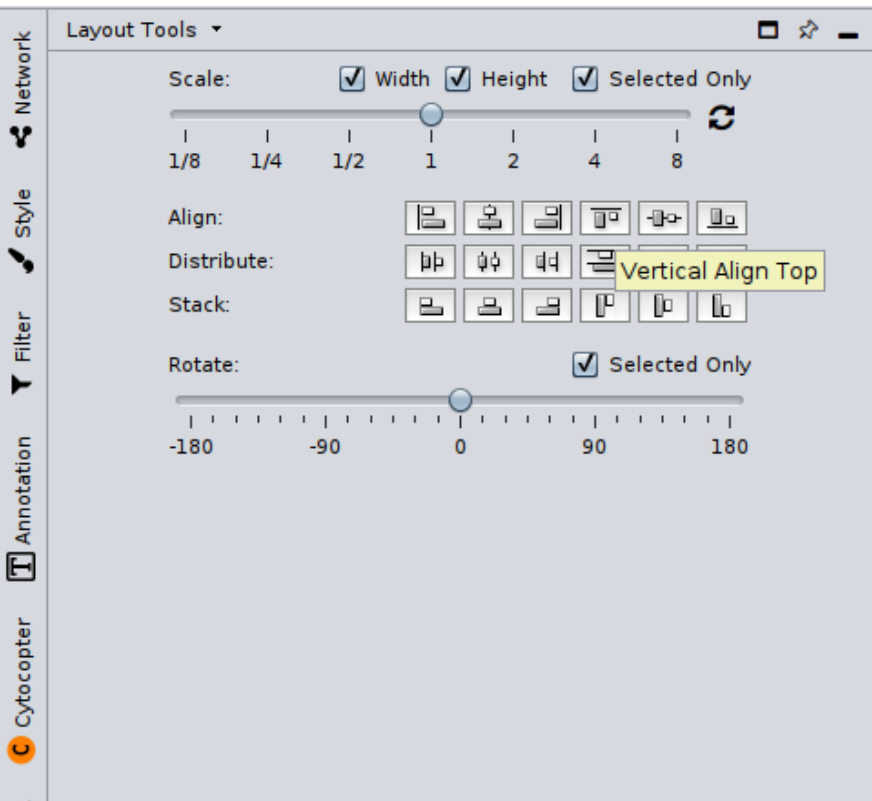 Layout Tools
Scale: Width Height Selected Only
1/8 1/4 1/2 1 2 4 8
Align:
Distribute:
Vertical Align Top
Stack:
Rotate: Selected Only
-180 -90 0 90 180
Network
Style
Filter
T Annotation
C Cytocopter